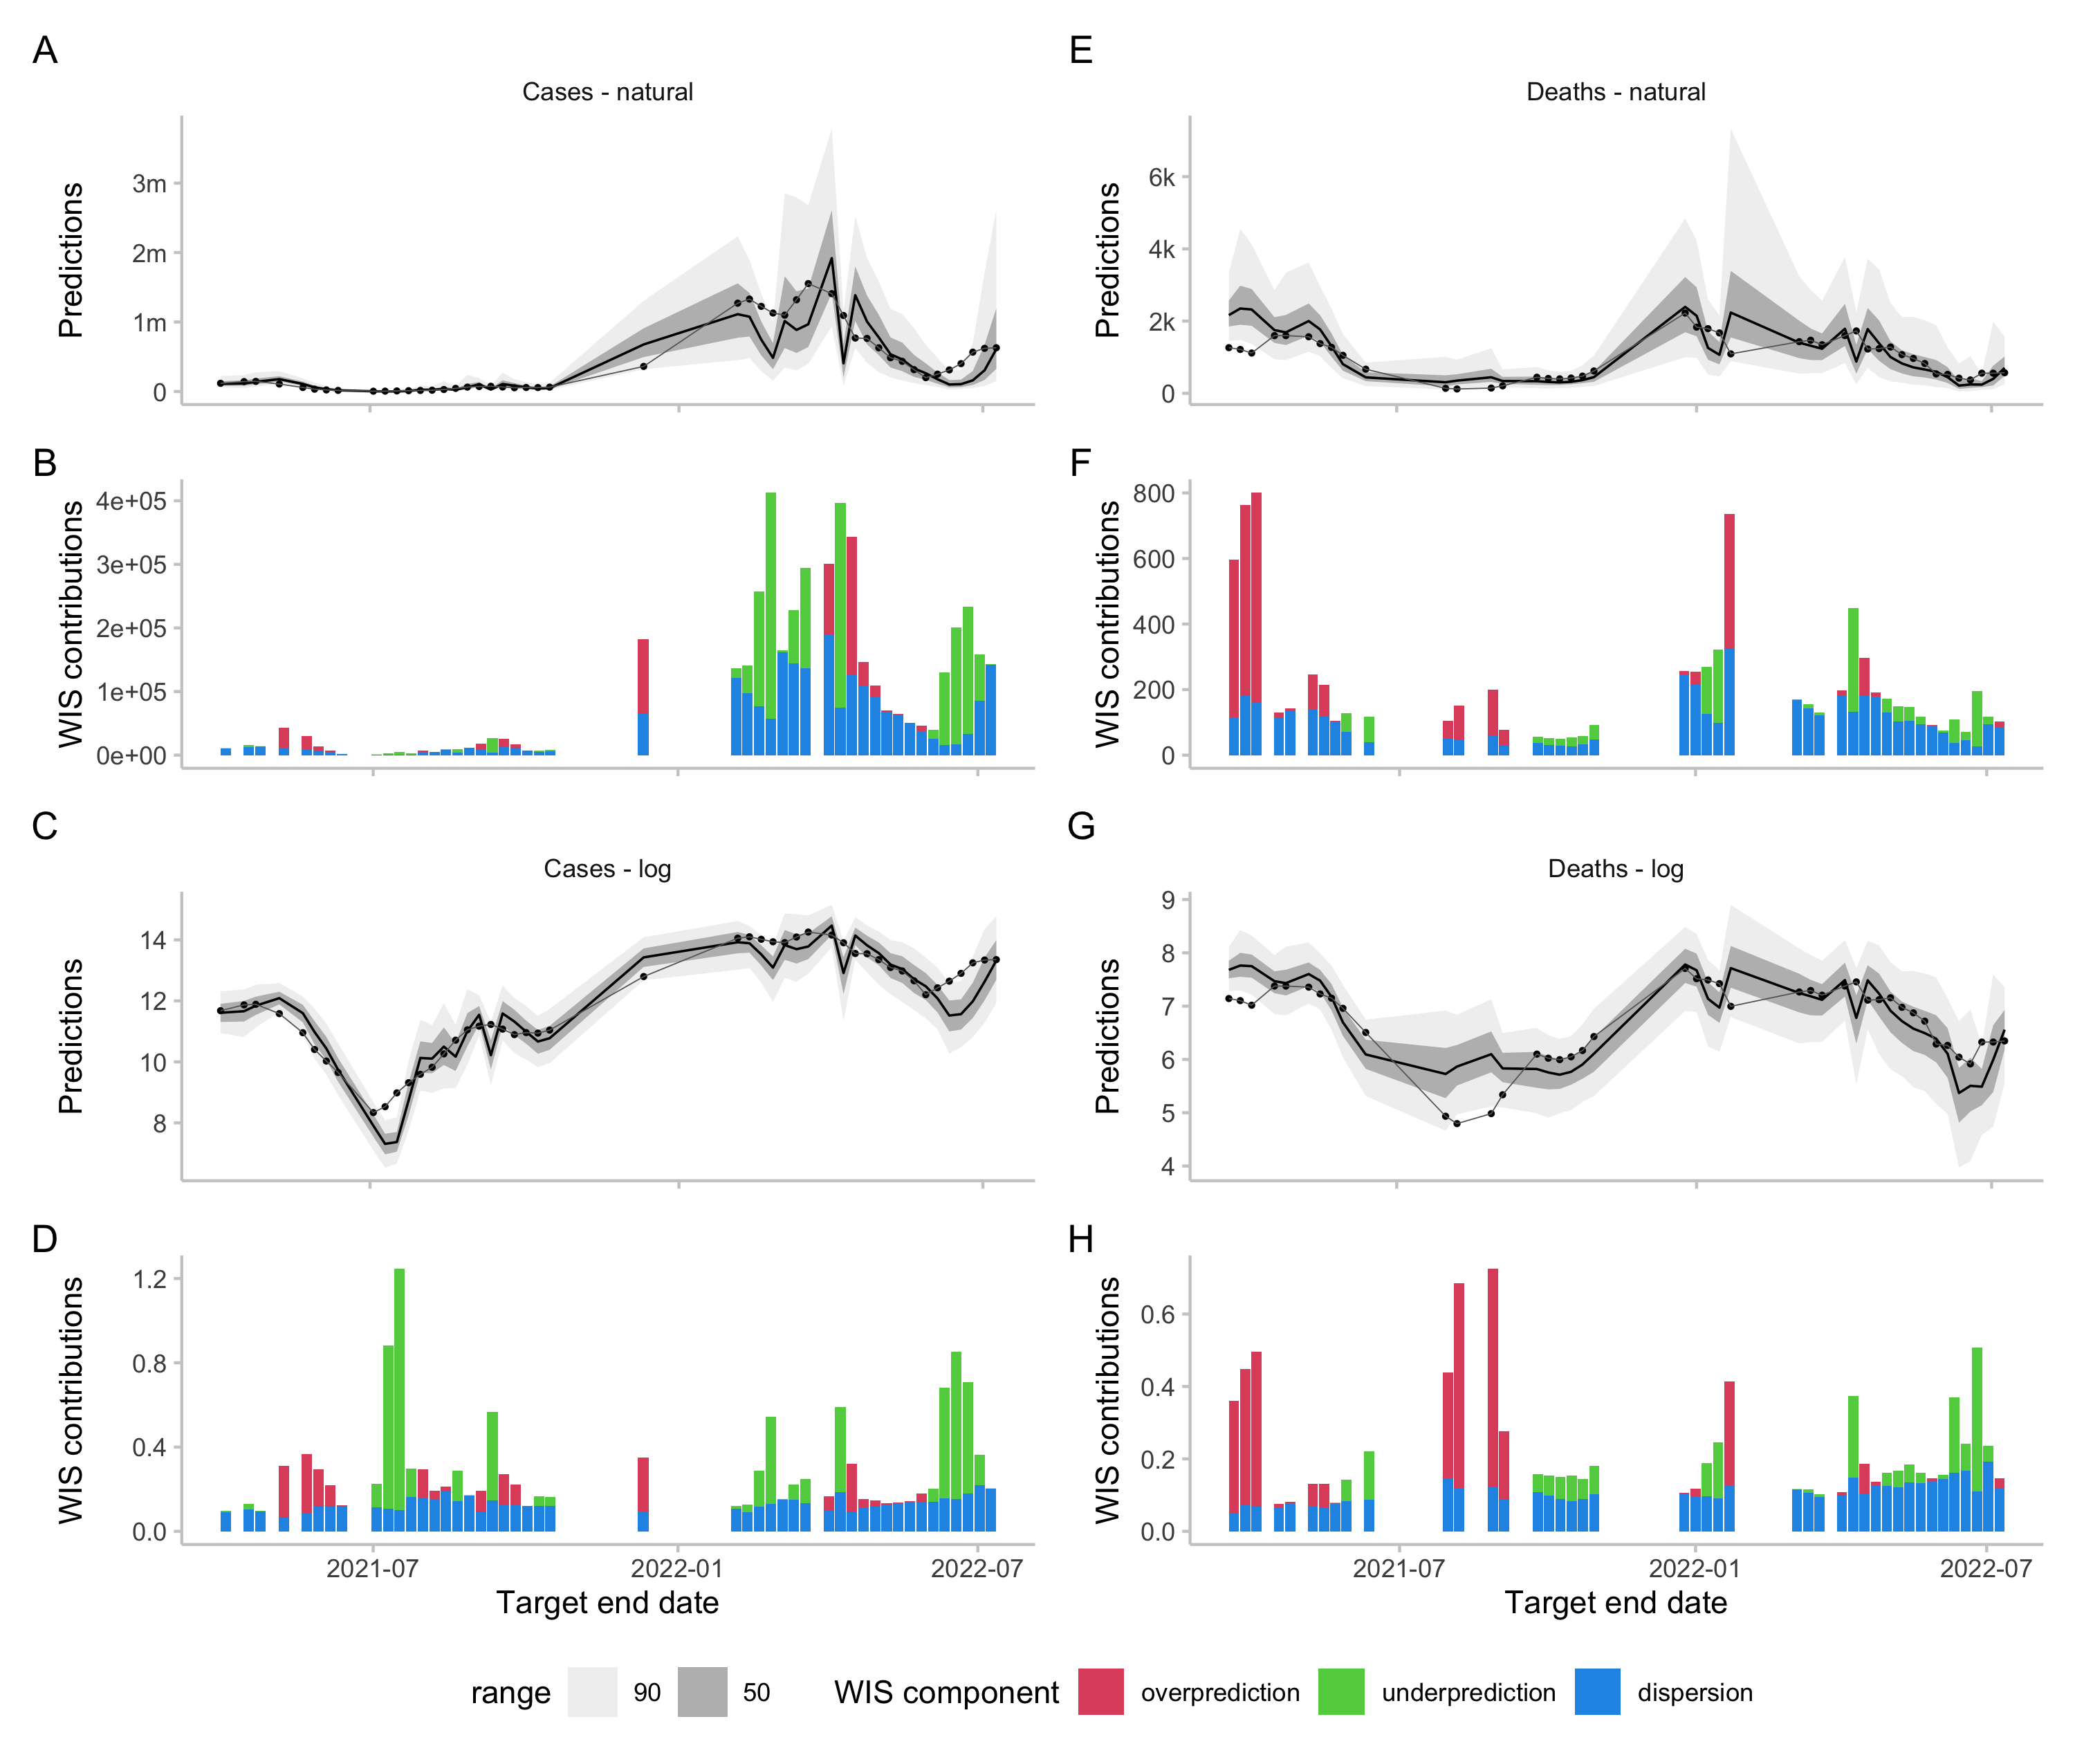 A
Cases - natural
Predictions
3m
2m
1m
0
B
WIS contributions
4e+05
3e+05
2e+05
1e+05
0e+00
C
Cases - log
Predictions
14
12
10
8
D
WIS contributions
1.2
0.8
0.4
0.0
2021-07
2022-01
2022-07
Target end date
E
Deaths - natural
Predictions
6k
4k
2k
0
F
WIS contributions
800
600
400
200
0
G
Deaths - log
Predictions
9
8
7
6
5
4
H
WIS contributions
0.6
0.4
0.2
0.0
2021-07
2022-01
2022-07
Target end date
range 90 50 WIS component overprediction underprediction dispersion